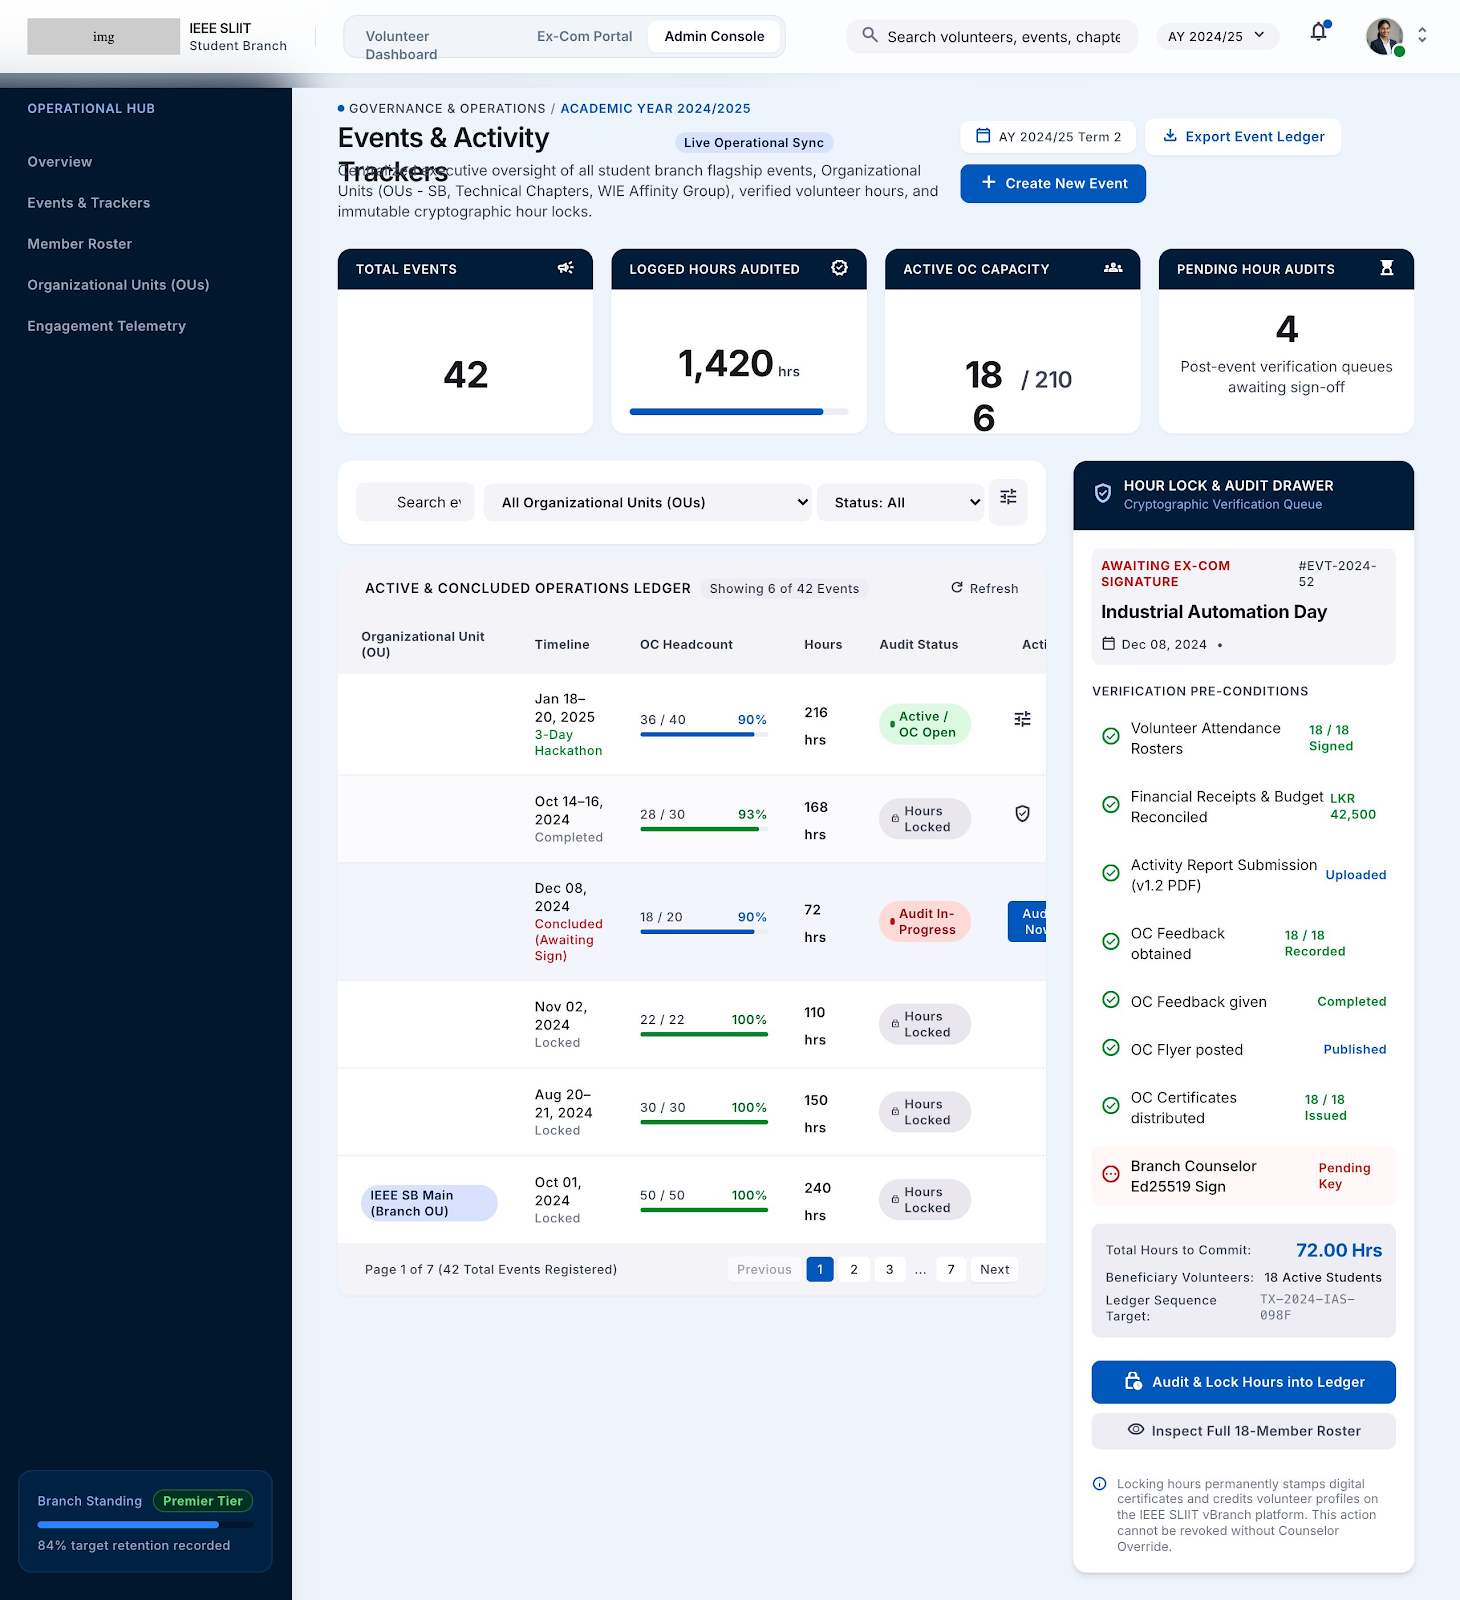 img
IEEE SLIIT
Student Branch
Volunteer
Dashboard
Ex-Com Portal
Admin Console
Search volunteers, events, chapte
AY 2024/25
OPERATIONAL HUB
Overview
Events & Trackers
Member Roster
Organizational Units (OUs)
Engagement Telemetry
Branch Standing
Premier Tier
84% target retention recorded
GOVERNANCE & OPERATIONS / ACADEMIC YEAR 2024/2025
Events & Activity
Trackers
Live Operational Sync
Centralized executive oversight of all student branch flagship events, Organizational
Units (OUs - SB, Technical Chapters, WIE Affinity Group), verified volunteer hours, and
immutable cryptographic hour locks.
AY 2024/25 Term 2
Export Event Ledger
Create New Event
TOTAL EVENTS
42
LOGGED HOURS AUDITED
1,420 hrs
ACTIVE OC CAPACITY
18 / 210
6
PENDING HOUR AUDITS
4
Post-event verification queues
awaiting sign-off
Search ev
All Organizational Units (OUs)
Status: All
ACTIVE & CONCLUDED OPERATIONS LEDGER
Showing 6 of 42 Events
Refresh
Organizational Unit
(OU)
Timeline
OC Headcount
Hours
Audit Status
Acti
Jan 18–
20, 2025
3-Day
Hackathon
36 / 40
90%
216
hrs
Active /
OC Open
Oct 14–16,
2024
Completed
28 / 30
93%
168
hrs
Hours
Locked
Dec 08,
2024
Concluded
(Awaiting
Sign)
18 / 20
90%
72
hrs
Audit In-
Progress
Aud
Nov
Nov 02,
2024
Locked
22 / 22
100%
110
hrs
Hours
Locked
Aug 20–
21, 2024
Locked
30 / 30
100%
150
hrs
Hours
Locked
IEEE SB Main
(Branch OU)
Oct 01,
2024
Locked
50 / 50
100%
240
hrs
Hours
Locked
Page 1 of 7 (42 Total Events Registered)
Previous
1
2
3
...
7
Next
HOUR LOCK & AUDIT DRAWER
Cryptographic Verification Queue
AWAITING EX-COM
SIGNATURE
#EVT-2024-
52
Industrial Automation Day
Dec 08, 2024 •
VERIFICATION PRE-CONDITIONS
Volunteer Attendance
Rosters
18 / 18
Signed
Financial Receipts & Budget
Reconciled
LKR
42,500
Activity Report Submission
(v1.2 PDF)
Uploaded
OC Feedback
obtained
18 / 18
Recorded
OC Feedback given
Completed
OC Flyer posted
Published
OC Certificates
distributed
18 / 18
Issued
Branch Counselor
Ed25519 Sign
Pending
Key
Total Hours to Commit:
72.00 Hrs
Beneficiary Volunteers:
18 Active Students
Ledger Sequence
Target:
TX-2024-IAS-
098F
Audit & Lock Hours into Ledger
Inspect Full 18-Member Roster
Locking hours permanently stamps digital
certificates and credits volunteer profiles on
the IEEE SLIIT vBranch platform. This action
cannot be revoked without Counselor
Override.